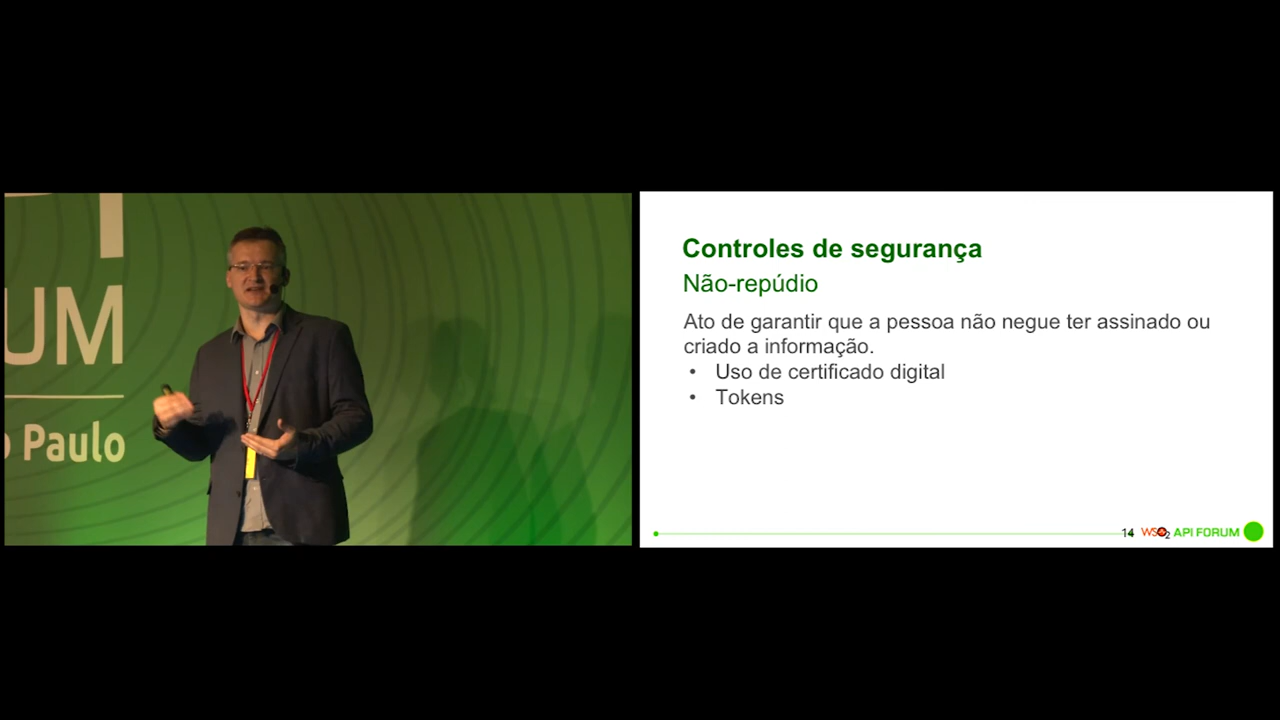 UM
Paulo
Controles de segurança
Não-repúdio
Ato de garantir que a pessoa não negue ter assinado ou
criado a informação.
• Uso de certificado digital
• Tokens
14 WSO2 API FORUM